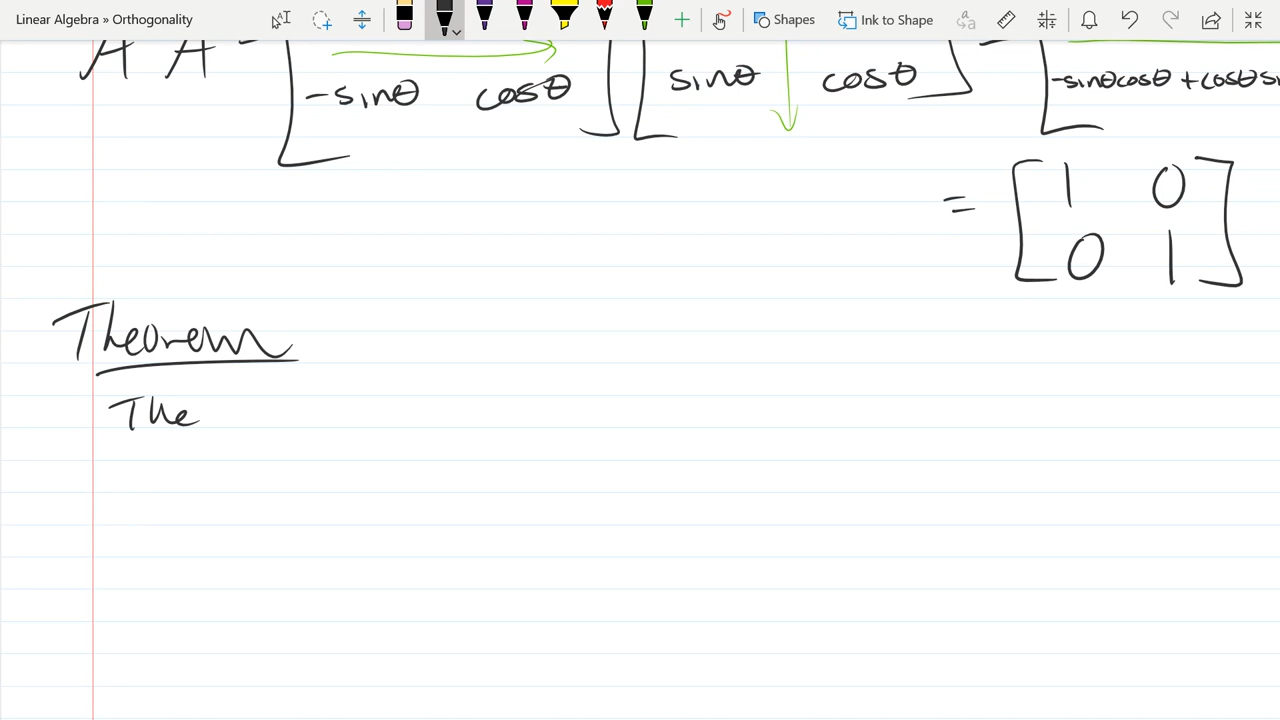 Linear Algebra » Orthogonality
Shapes
Ink to Shape
A A = [ -sinθ cosθ ] [ sinθ cosθ ] = [ -sinθcosθ + cosθsi
= [ 1 0
0 1 ]
Theorem
The